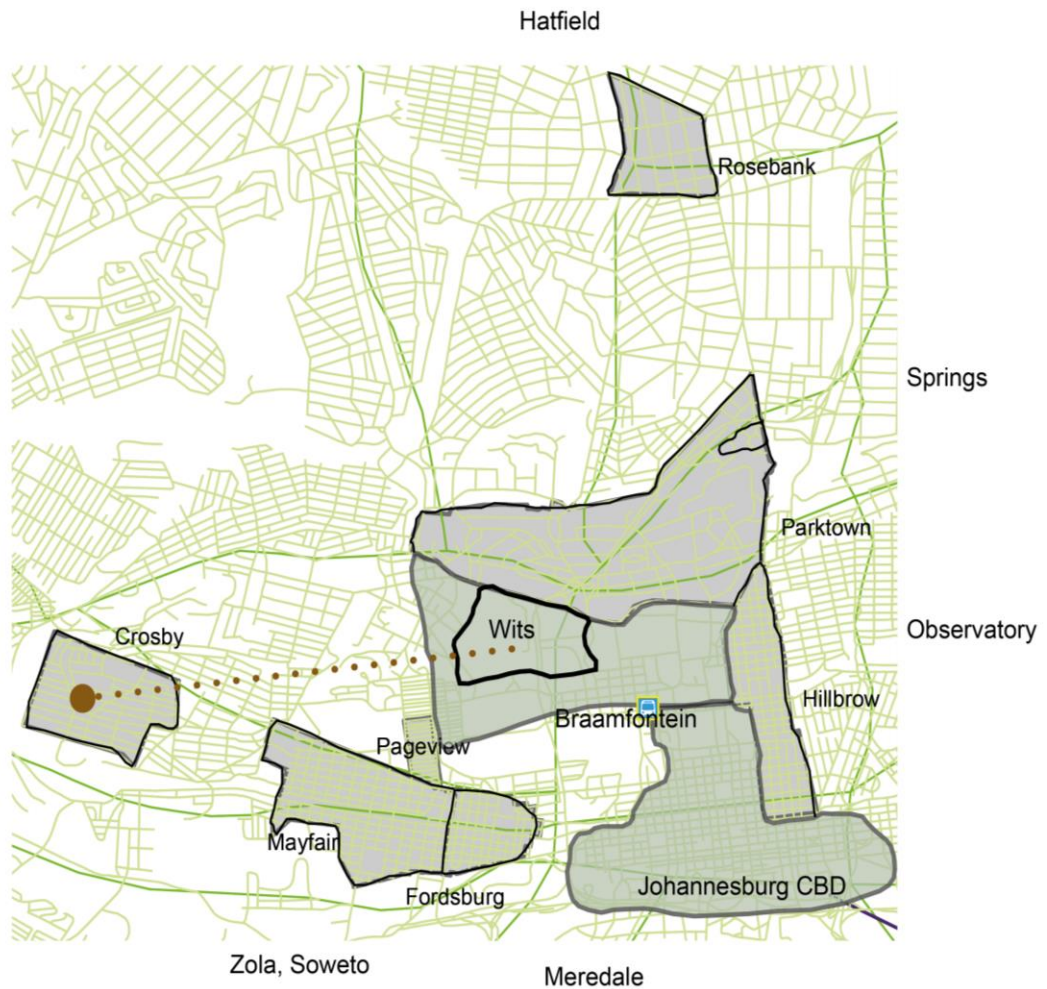 Hatfield
Rosebank
Springs
Parktown
Wits
Observatory
Crosby
Hillbrow
Braamfontein
Pageview
Mayfair
Johannesburg CBD
Fordsburg
Zola, Soweto
Meredale